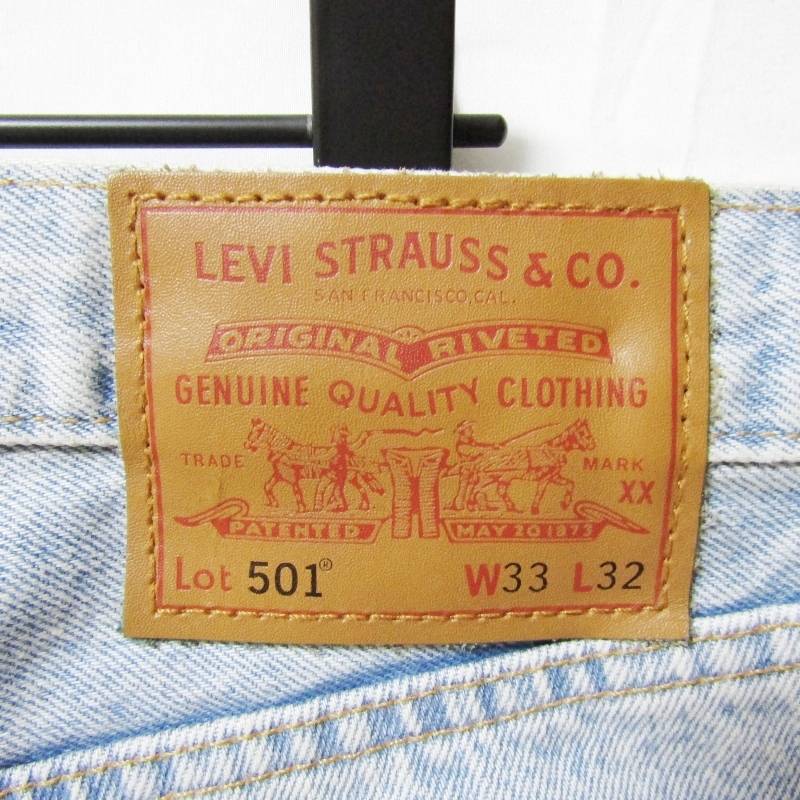 LEVI STRAUSS & CO.
SAN FRANCISCO, CAL.
ORIGINAL RIVETED
GENUINE QUALITY CLOTHING
TRADE MARK
XX
PATENTED MAY 20 1873
Lot 501® W33 L32